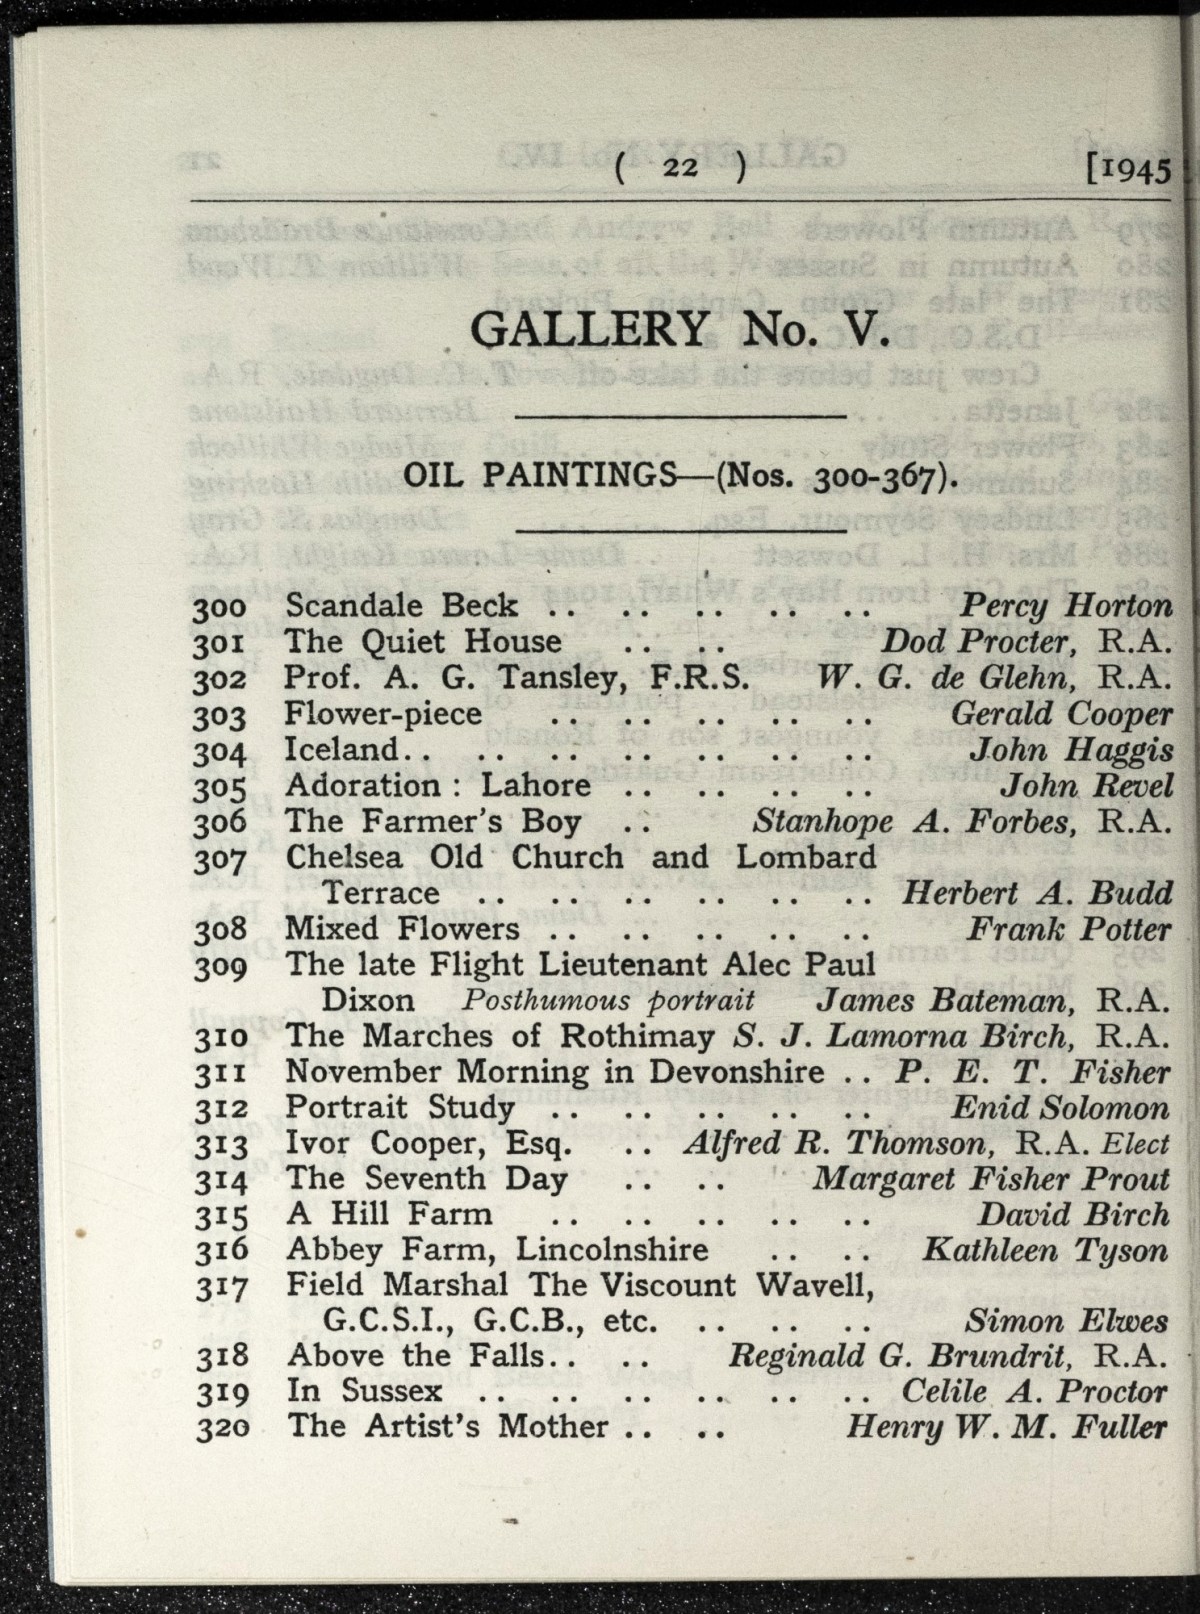 ( 22 ) [1945
GALLERY No. V.
OIL PAINTINGS—(Nos. 300-367).
300 Scandale Beck .. .. .. .. .. Percy Horton
301 The Quiet House .. .. Dod Procter, R.A.
302 Prof. A. G. Tansley, F.R.S. W. G. de Glehn, R.A.
303 Flower-piece .. .. .. .. .. Gerald Cooper
304 Iceland.. .. .. .. .. .. .. John Haggis
305 Adoration : Lahore .. .. .. .. John Revel
306 The Farmer's Boy .. Stanhope A. Forbes, R.A.
307 Chelsea Old Church and Lombard
Terrace .. .. .. .. .. .. Herbert A. Budd
308 Mixed Flowers .. .. .. .. .. Frank Potter
309 The late Flight Lieutenant Alec Paul
Dixon Posthumous portrait James Bateman, R.A.
310 The Marches of Rothimay S. J. Lamorna Birch, R.A.
311 November Morning in Devonshire .. P. E. T. Fisher
312 Portrait Study .. .. .. .. .. Enid Solomon
313 Ivor Cooper, Esq. .. Alfred R. Thomson, R.A. Elect
314 The Seventh Day .. .. Margaret Fisher Prout
315 A Hill Farm .. .. .. .. .. David Birch
316 Abbey Farm, Lincolnshire .. .. Kathleen Tyson
317 Field Marshal The Viscount Wavell,
G.C.S.I., G.C.B., etc. .. .. .. Simon Elwes
318 Above the Falls.. .. Reginald G. Brundrit, R.A.
319 In Sussex .. .. .. .. .. .. Celile A. Proctor
320 The Artist's Mother .. .. Henry W. M. Fuller